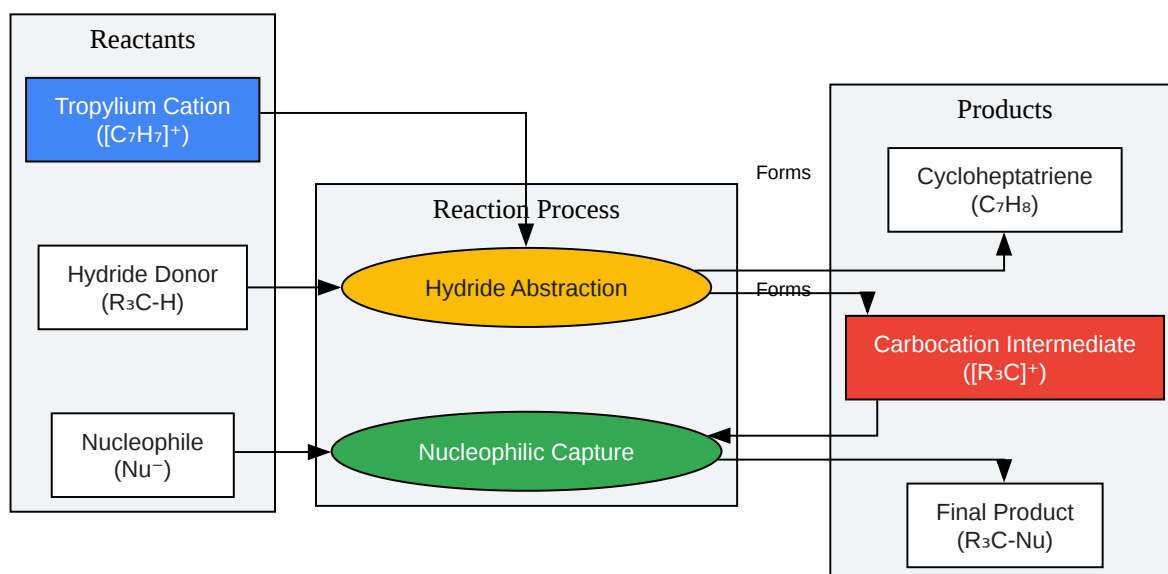 Reactants
Tropylium Cation
([C₇H₇]⁺)
Hydride Donor
(R₃C-H)
Nucleophile
(Nu⁻)
Reaction Process
Hydride Abstraction
Nucleophilic Capture
Forms
Forms
Products
Cycloheptatriene
(C₇H₈)
Carbocation Intermediate
([R₃C]⁺)
Final Product
(R₃C-Nu)